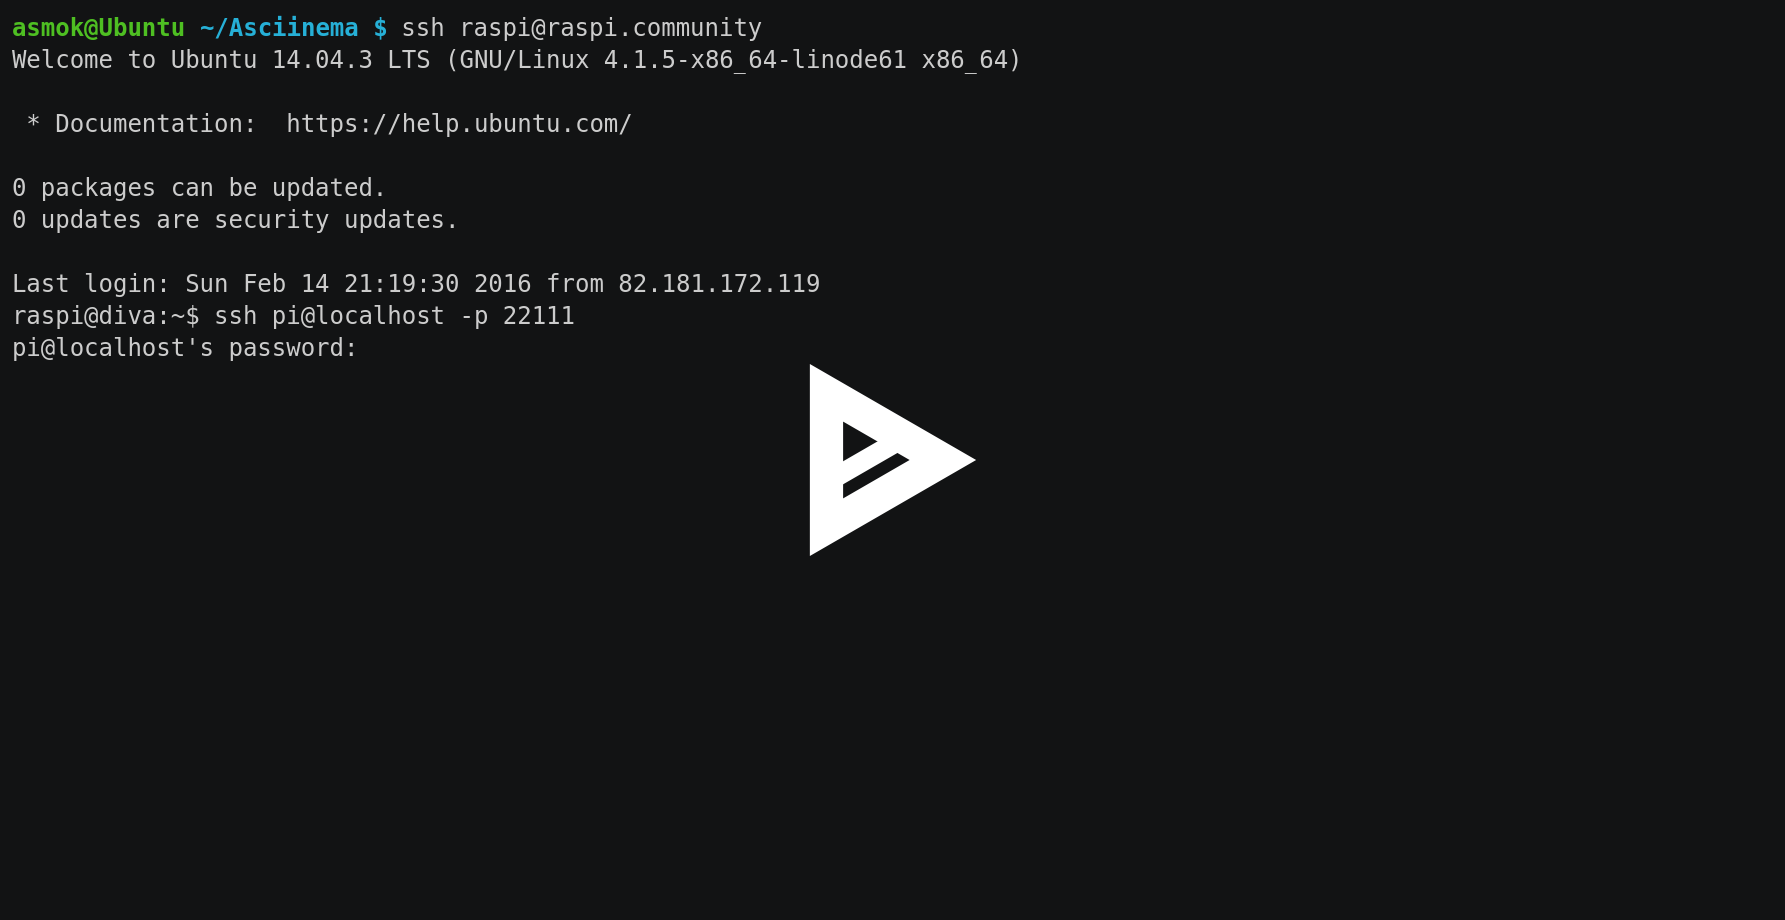 asmok@Ubuntu ~/Asciinema $ ssh raspi@raspi.community
Welcome to Ubuntu 14.04.3 LTS (GNU/Linux 4.1.5-x86_64-linode61 x86_64)
* Documentation:  https://help.ubuntu.com/
0 packages can be updated.
0 updates are security updates.
Last login: Sun Feb 14 21:19:30 2016 from 82.181.172.119
raspi@diva:~$ ssh pi@localhost -p 22111
pi@localhost's password: